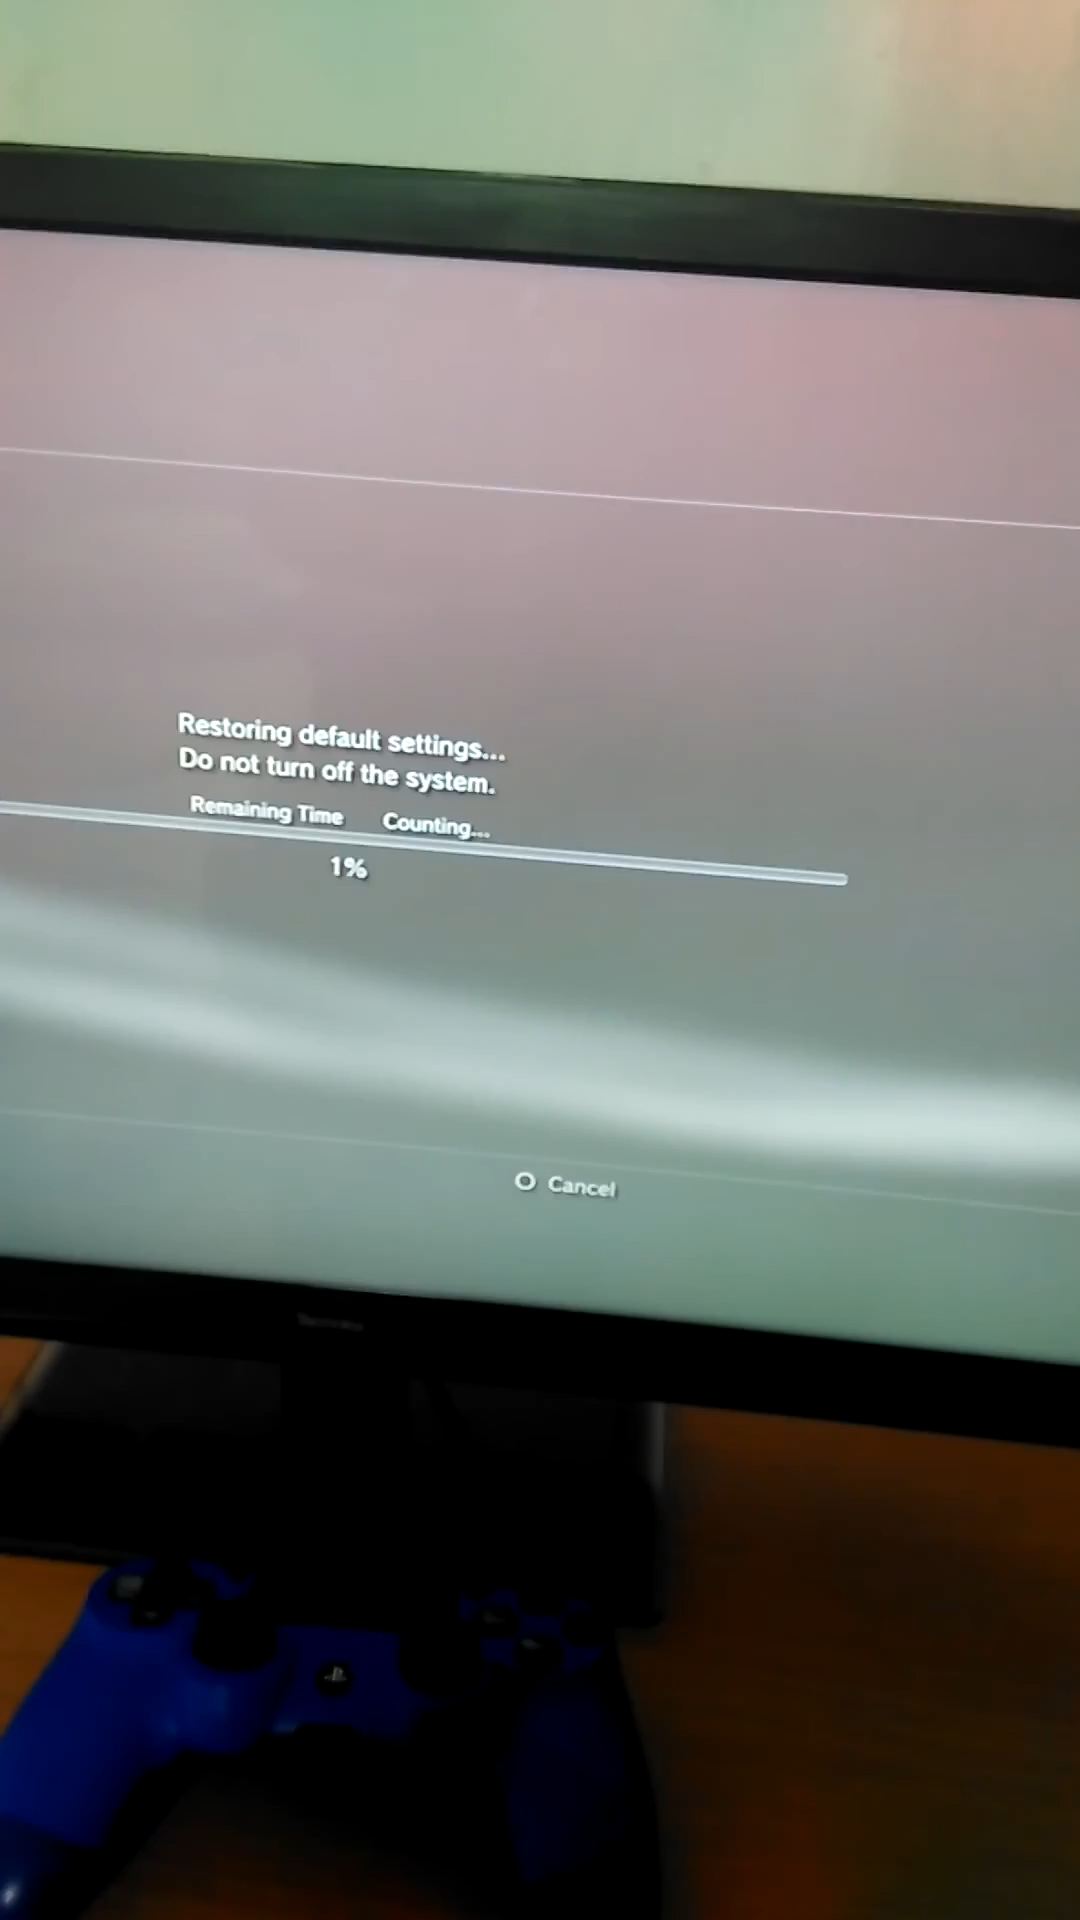 Restoring default settings...
Do not turn off the system.
Remaining Time Counting...
1%
Cancel